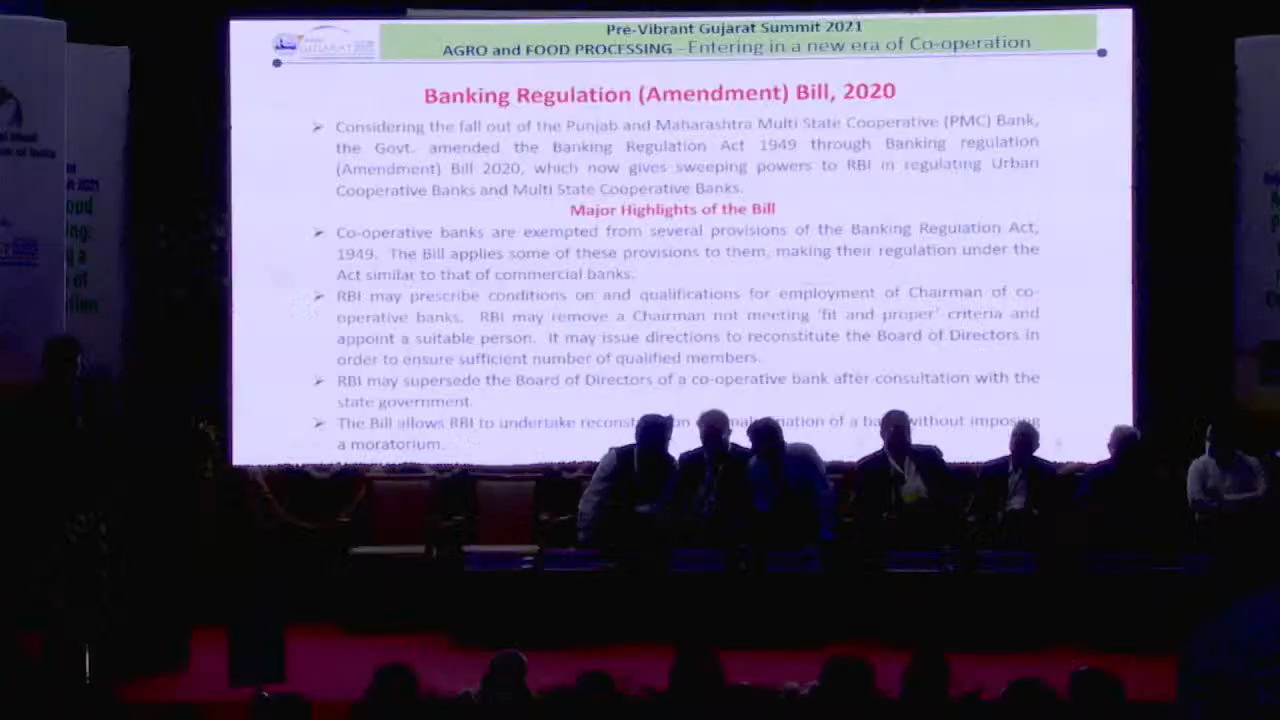 Pre-Vibrant Gujarat Summit 2021
AGRO and FOOD PROCESSING – Entering in a new era of Co-operation
GUJARAT
Banking Regulation (Amendment) Bill, 2020
Considering the fall out of the Punjab and Maharashtra Multi State Cooperative (PMC) Bank,
the Govt. amended the Banking Regulation Act 1949 through Banking regulation
(Amendment) Bill 2020, which now gives sweeping powers to RBI in regulating Urban
Cooperative Banks and Multi State Cooperative Banks.
Major Highlights of the Bill
Co-operative banks are exempted from several provisions of the Banking Regulation Act,
1949. The Bill applies some of these provisions to them, making their regulation under the
Act similar to that of commercial banks.
RBI may prescribe conditions on and qualifications for employment of Chairman of co-
operative banks. RBI may remove a Chairman not meeting 'fit and proper' criteria and
appoint a suitable person. It may issue directions to reconstitute the Board of Directors in
order to ensure sufficient number of qualified members.
RBI may supersede the Board of Directors of a co-operative bank after consultation with the
state government.
The Bill allows RBI to undertake of a without imposing
a moratorium.
of India
2021